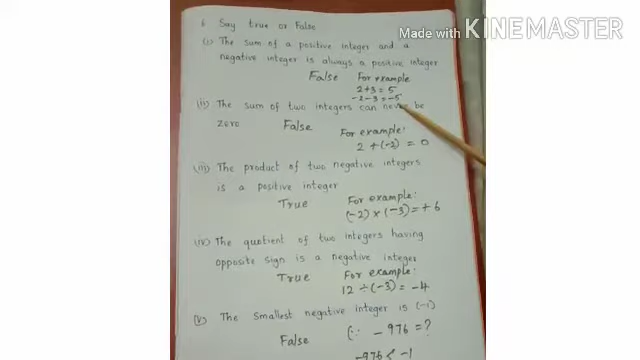 Made with KINEMASTER
6 Say true or False
(i) The sum of a positive integer and a
negative integer is always a positive integer
False For example
2+3 = 5
-2-3 = -5
(ii) The sum of two integers can never be
zero False For example:
2 + (-2) = 0
(iii) The product of two negative integers
is a positive integer
True For example:
(-2) × (-3) = + 6
(iv) The quotient of two integers having
opposite sign is a negative integer
True For example:
12 ÷ (-3) = -4
(v) The smallest negative integer is (-1)
False (∵ - 976 = ?
-976 < -1